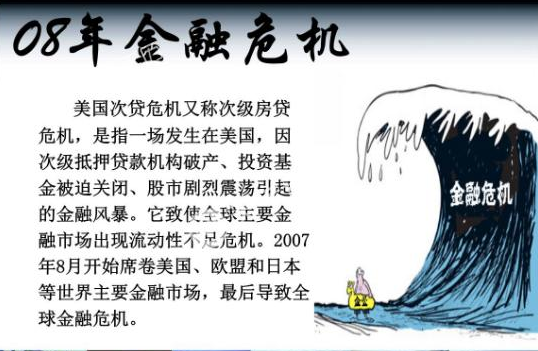 08年金融危机
美国次贷危机又称次级房贷
危机，是指一场发生在美国，因
次级抵押贷款机构破产、投资基
金被迫关闭、股市剧烈震荡引起
的金融风暴。它致使全球主要金
融市场出现流动性不足危机。2007
年8月开始席卷美国、欧盟和日本
等世界主要金融市场，最后导致全
球金融危机。
金融危机